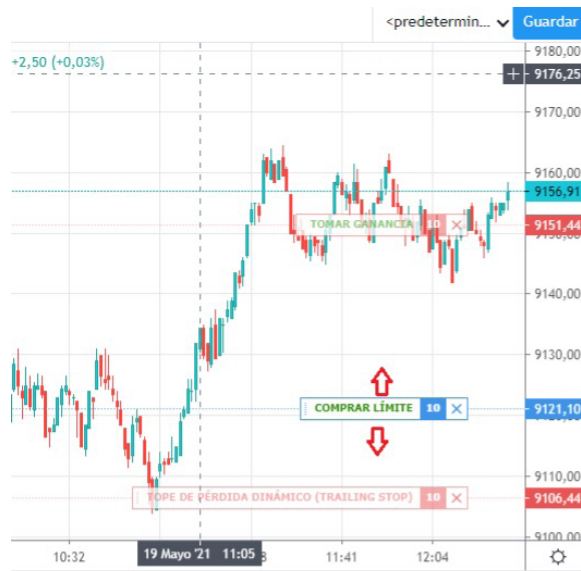 <predetermin... Guardar
9180,00
+2,50 (+0,03%)
9176,25
9170,00
9160,00
9156,91
TOMAR GANANCIA 10
9151,44
9140,00
9130,00
COMPRAR LÍMITE 10
9121,10
9110,00
TOPE DE PÉRDIDA DINÁMICO (TRAILING STOP) 10
9106,44
9100,00
10:32 19 Mayo '21 11:05 8 11:41 12:04